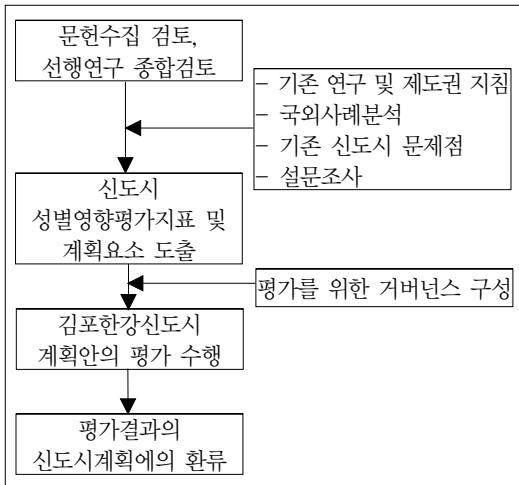 문헌수집 검토,
선행연구 종합검토
– 기존 연구 및 제도권 지침
– 국외사례분석
– 기존 신도시 문제점
– 설문조사
신도시
성별영향평가지표 및
계획요소 도출
평가를 위한 거버넌스 구성
김포한강신도시
계획안의 평가 수행
평가결과의
신도시계획에의 환류